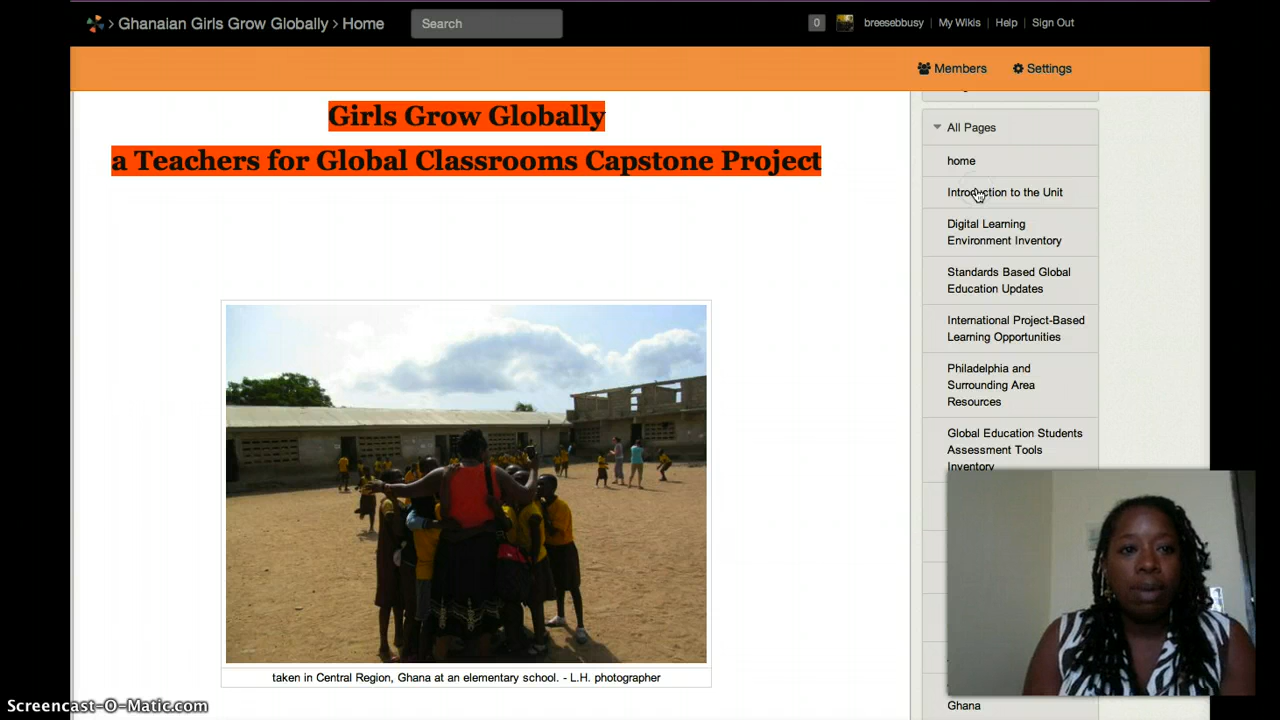 Ghanaian Girls Grow Globally › Home
Search
0
breesebbusy
My Wikis
Help
Sign Out
Members
Settings
Girls Grow Globally
a Teachers for Global Classrooms Capstone Project
taken in Central Region, Ghana at an elementary school. - L.H. photographer
All Pages
home
Introduction to the Unit
Digital Learning
Environment Inventory
Standards Based Global
Education Updates
International Project-Based
Learning Opportunities
Philadelphia and
Surrounding Area
Resources
Global Education Students
Assessment Tools
Inventory
Ghana
Screencast-O-Matic.com